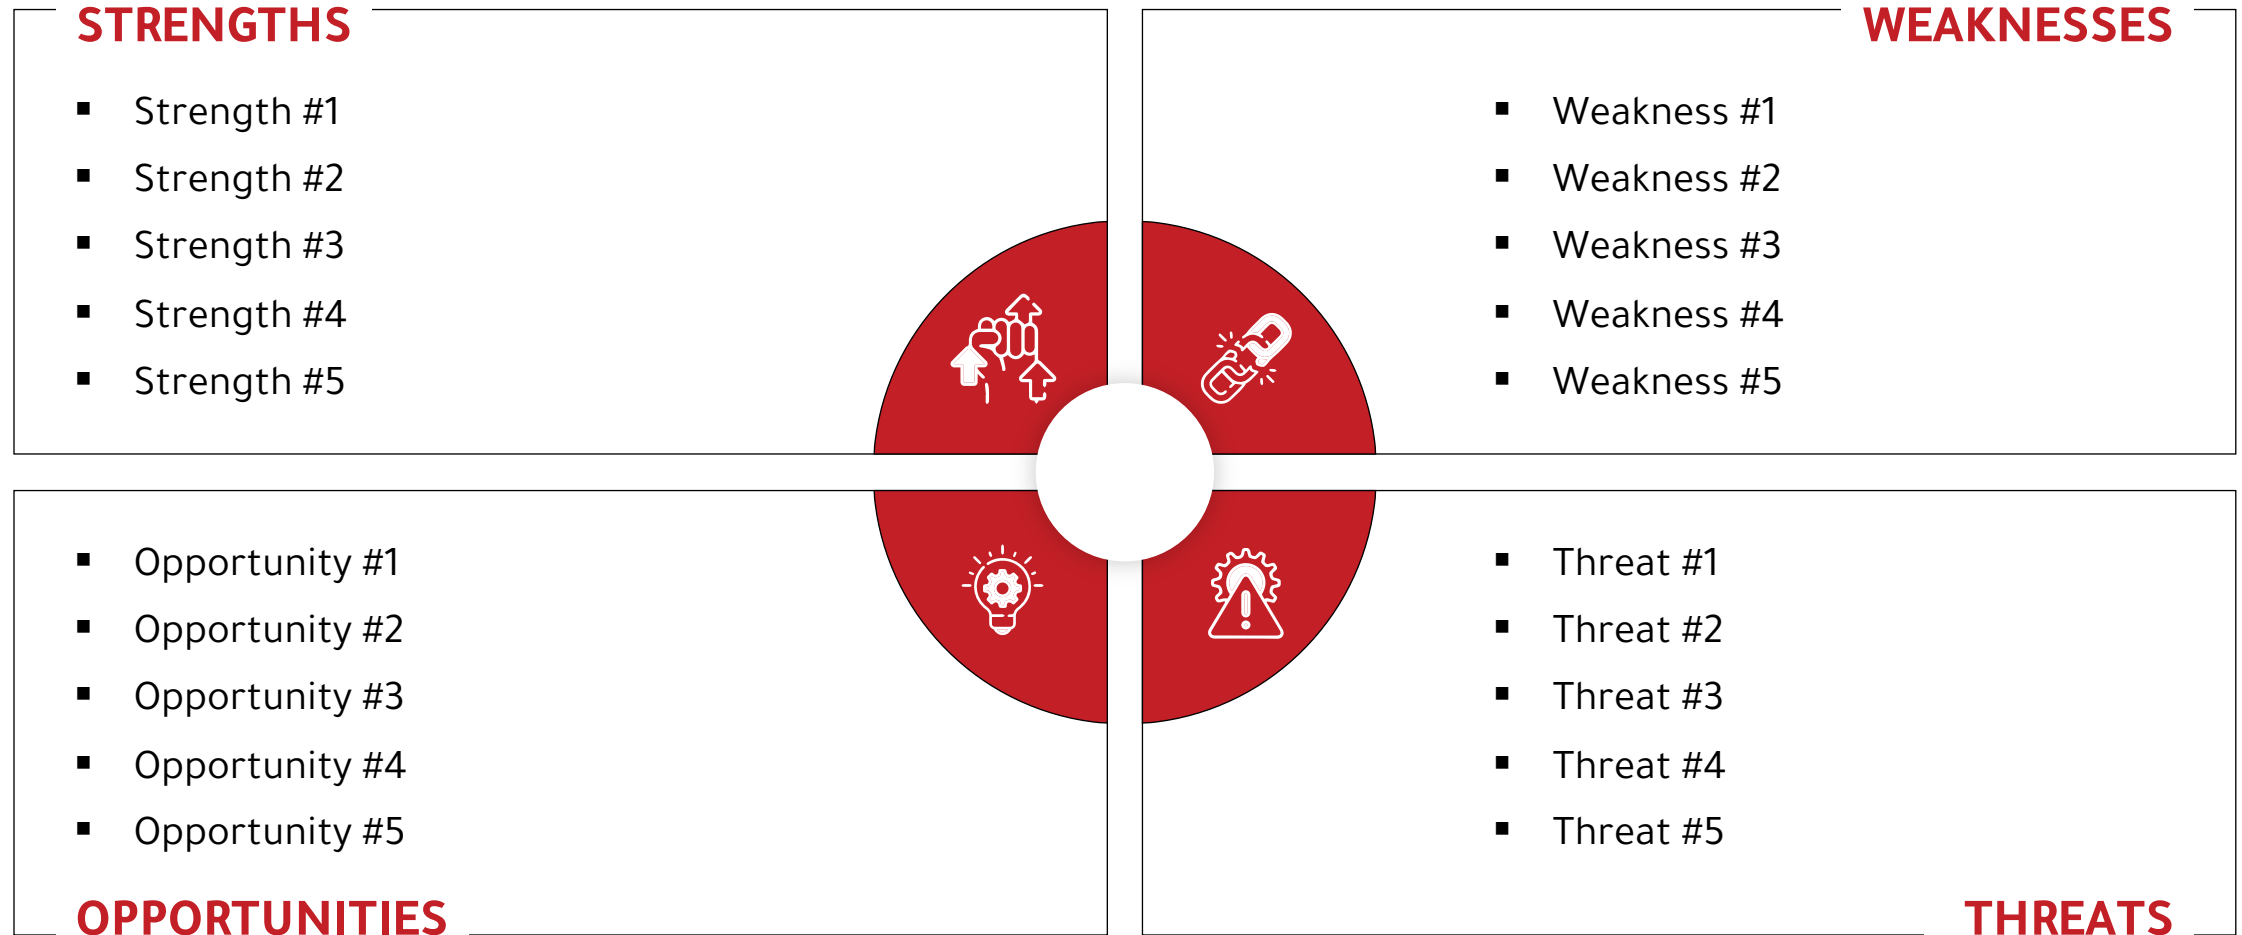 STRENGTHS
Strength #1
Strength #2
Strength #3
Strength #4
Strength #5
WEAKNESSES
Weakness #1
Weakness #2
Weakness #3
Weakness #4
Weakness #5
Opportunity #1
Opportunity #2
Opportunity #3
Opportunity #4
Opportunity #5
OPPORTUNITIES
Threat #1
Threat #2
Threat #3
Threat #4
Threat #5
THREATS